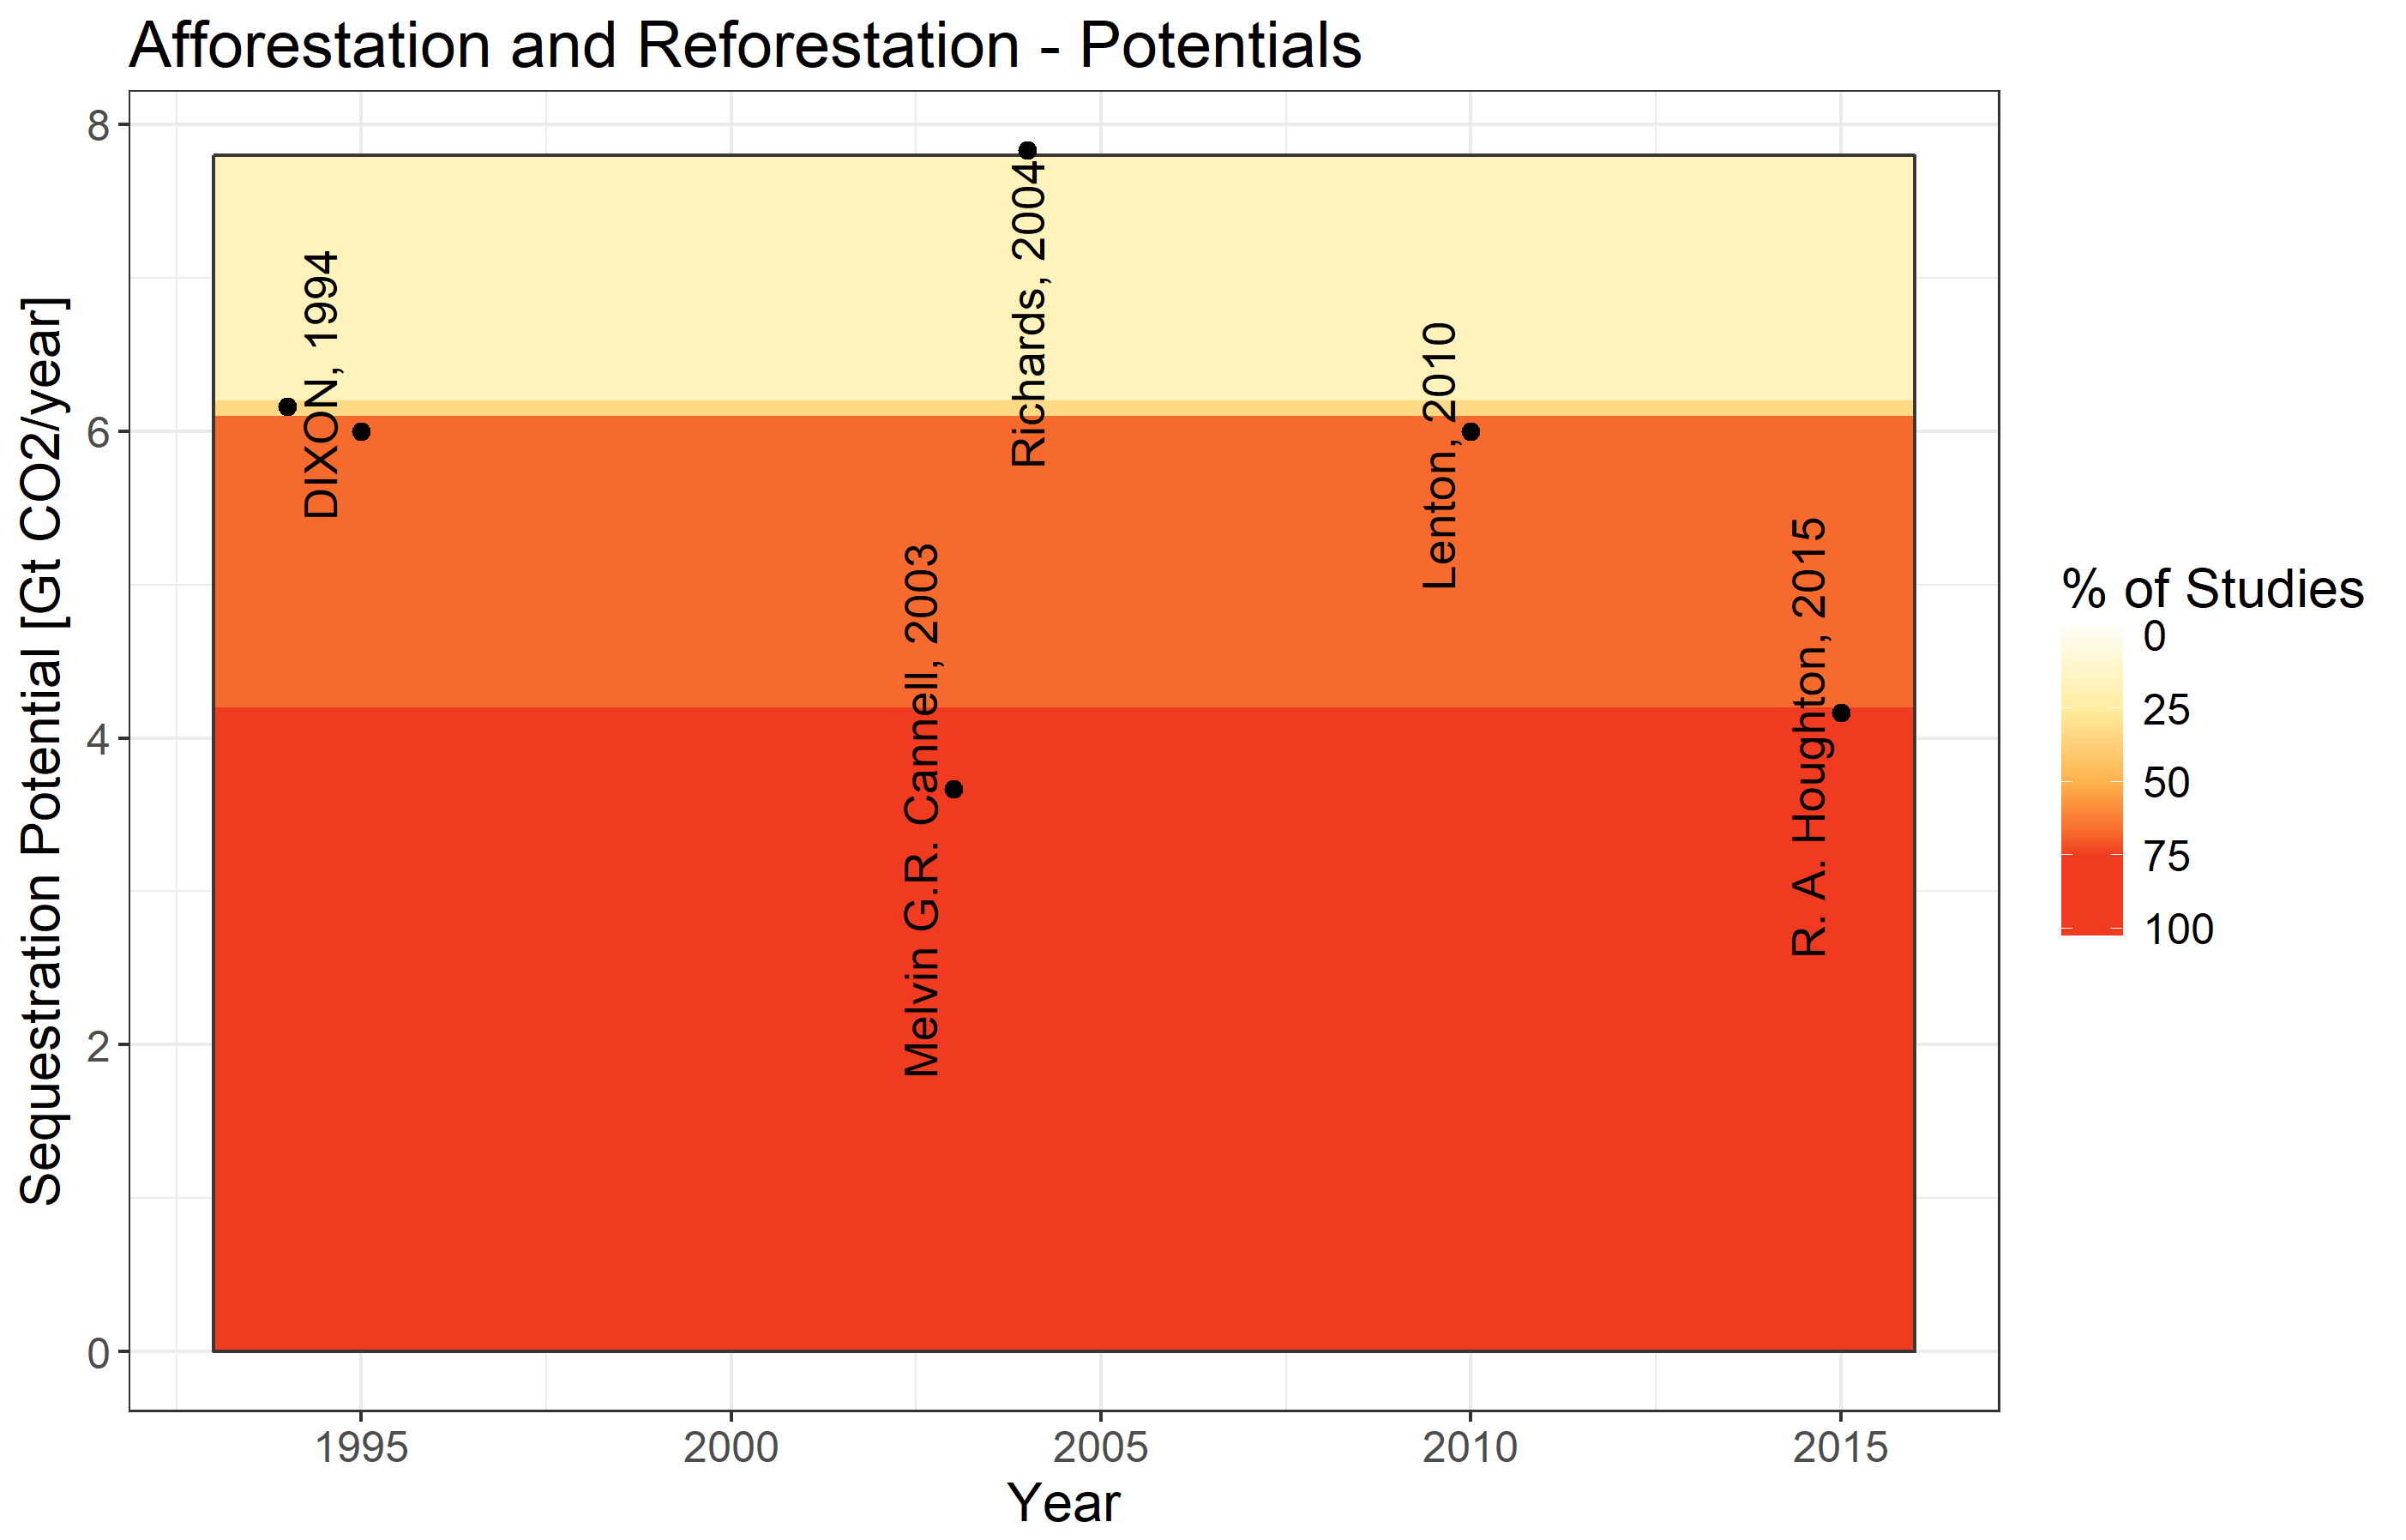 Afforestation and Reforestation - Potentials
Sequestration Potential [Gt CO2/year]
8
6
4
2
0
DIXON, 1994
Melvin G.R. Cannell, 2003
Richards, 2004
Lenton, 2010
R. A. Houghton, 2015
1995
2000
2005
2010
2015
Year
% of Studies
0
25
50
75
100